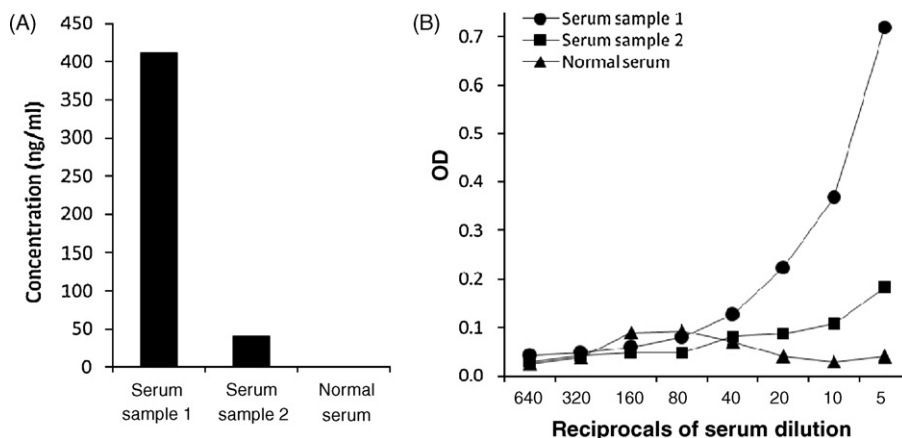 (A)
Concentration (ng/ml)
450
400
350
300
250
200
150
100
50
0
Serum sample 1
Serum sample 2
Normal serum
(B)
Serum sample 1
Serum sample 2
Normal serum
OD
0.7
0.6
0.5
0.4
0.3
0.2
0.1
0.0
640 320 160 80 40 20 10 5
Reciprocals of serum dilution